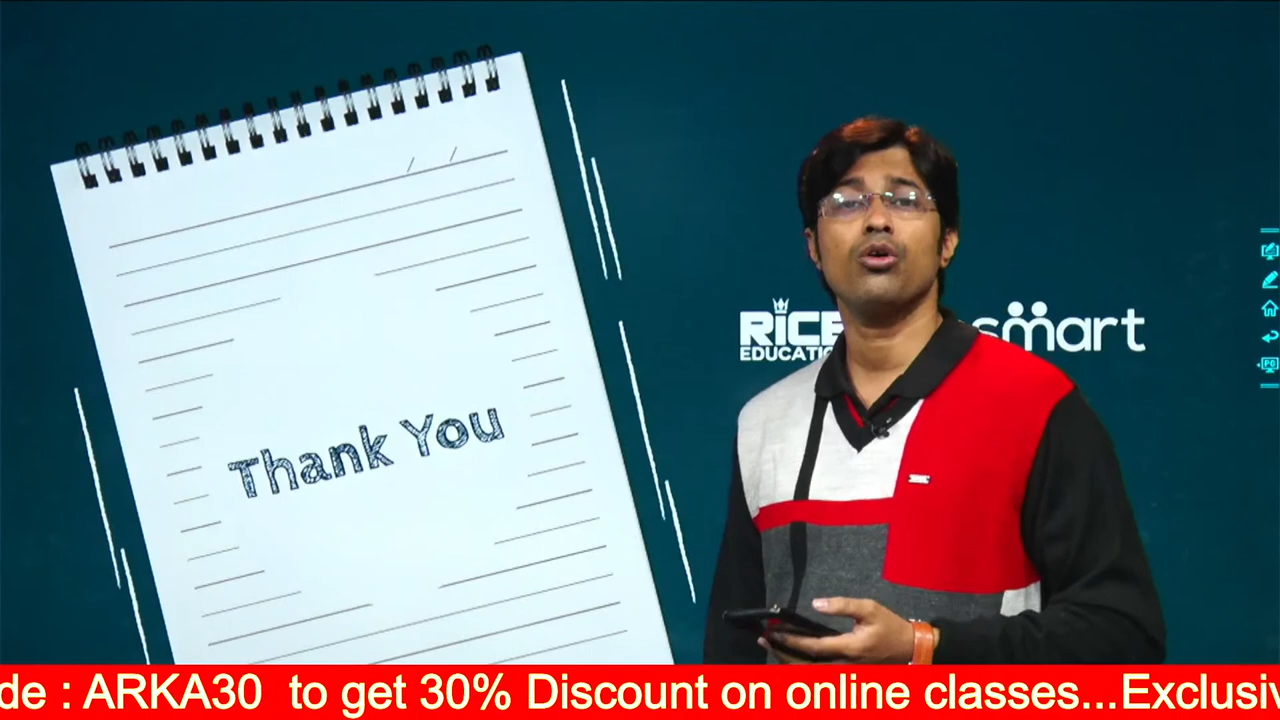 Thank You
RICE
EDUCATIO
smart
de : ARKA30 to get 30% Discount on online classes...Exclusiv